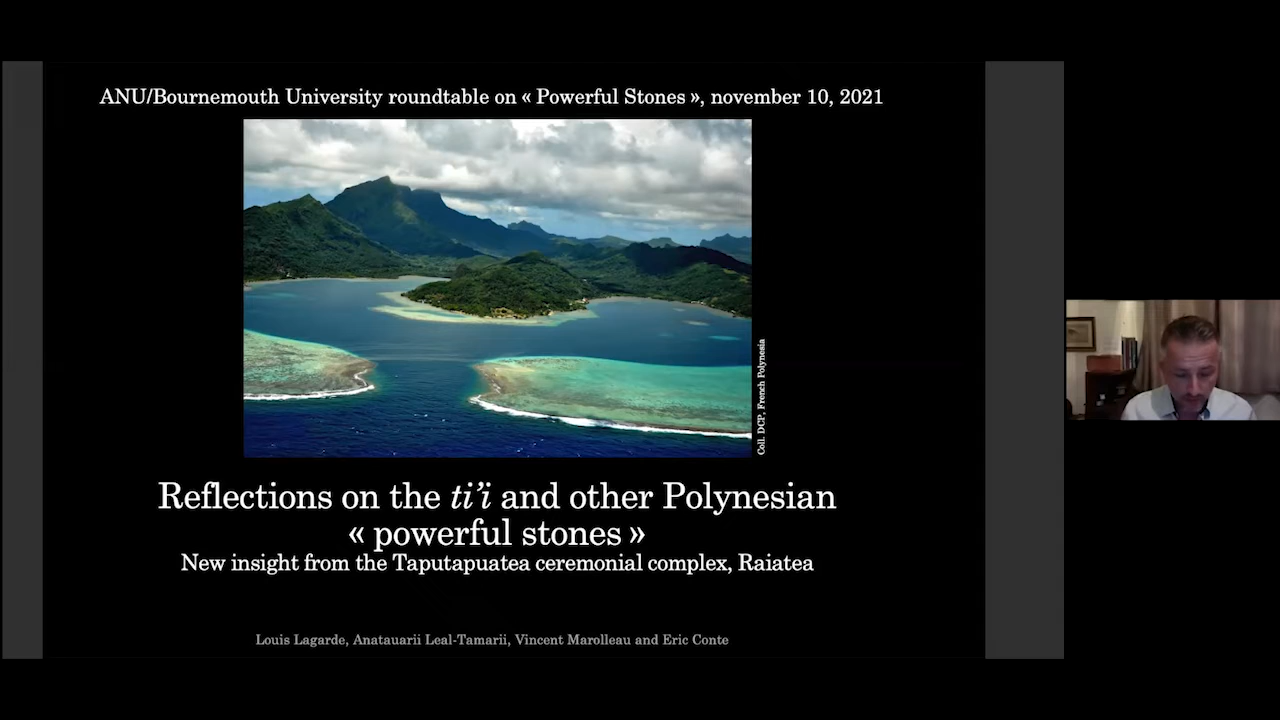 ANU/Bournemouth University roundtable on « Powerful Stones », november 10, 2021
Coll. DCP, French Polynesia
Reflections on the ti’i and other Polynesian
« powerful stones »
New insight from the Taputapuatea ceremonial complex, Raiatea
Louis Lagarde, Anatauarii Leal-Tamarii, Vincent Marolleau and Eric Conte